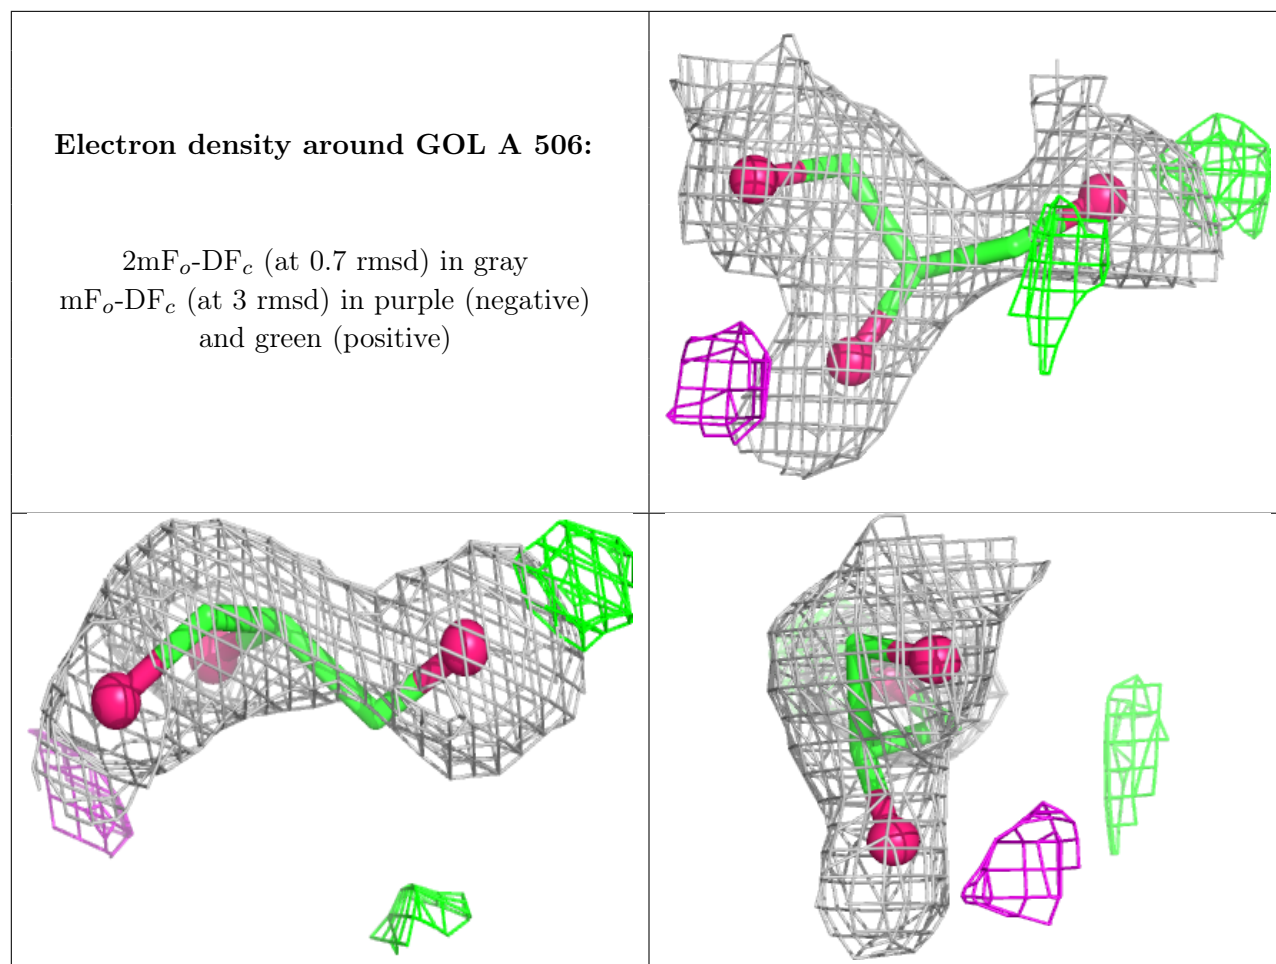 Electron density around GOL A 506:
2mFo-DFc (at 0.7 rmsd) in gray
mFo-DFc (at 3 rmsd) in purple (negative)
and green (positive)